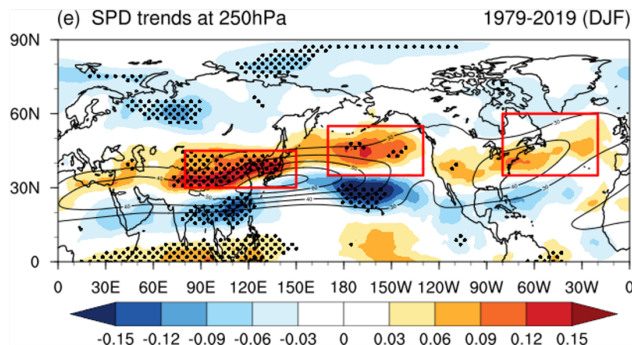 (e) SPD trends at 250hPa 1979-2019 (DJF)
90N
60N
30N
0
0 30E 60E 90E 120E 150E 180 150W 120W 90W 60W 30W 0
-0.15 -0.12 -0.09 -0.06 -0.03 0 0.03 0.06 0.09 0.12 0.15